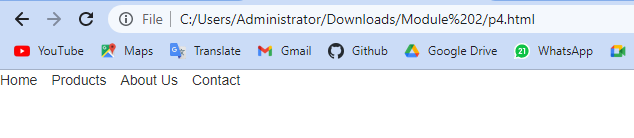 File | C:/Users/Administrator/Downloads/Module%202/p4.html
YouTube Maps Translate Gmail Github Google Drive 21 WhatsApp
Home Products About Us Contact